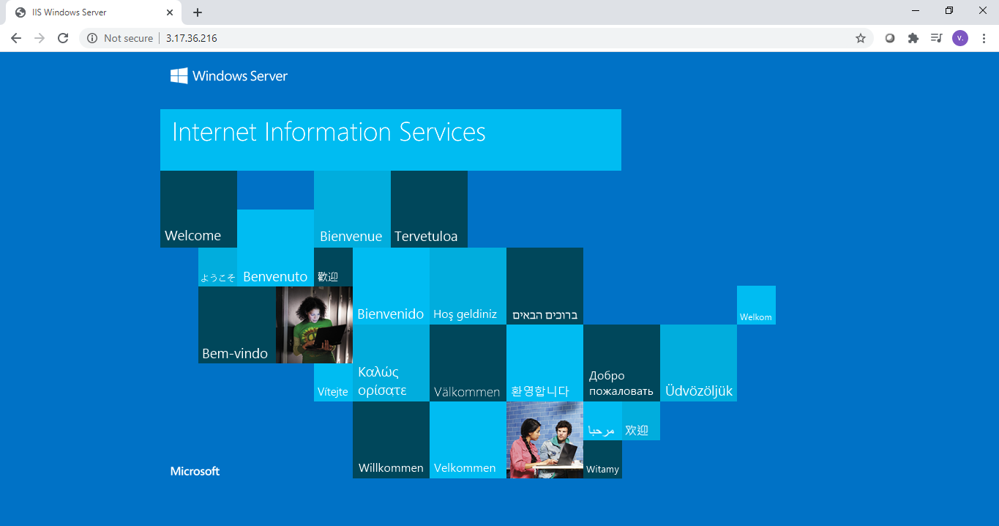 IIS Windows Server
Not secure
3.17.36.216
v.
Windows Server
Internet Information Services
Welcome
Bienvenue
Tervetuloa
ようこそ
Benvenuto
歡迎
Bienvenido
Hoş geldiniz
ברוכים הבאים
Welkom
Bem-vindo
Vítejte
Καλώς
ορίσατε
Välkommen
환영합니다
Добро
пожаловать
Üdvözöljük
مرحبا
欢迎
Willkommen
Velkommen
Witamy
Microsoft